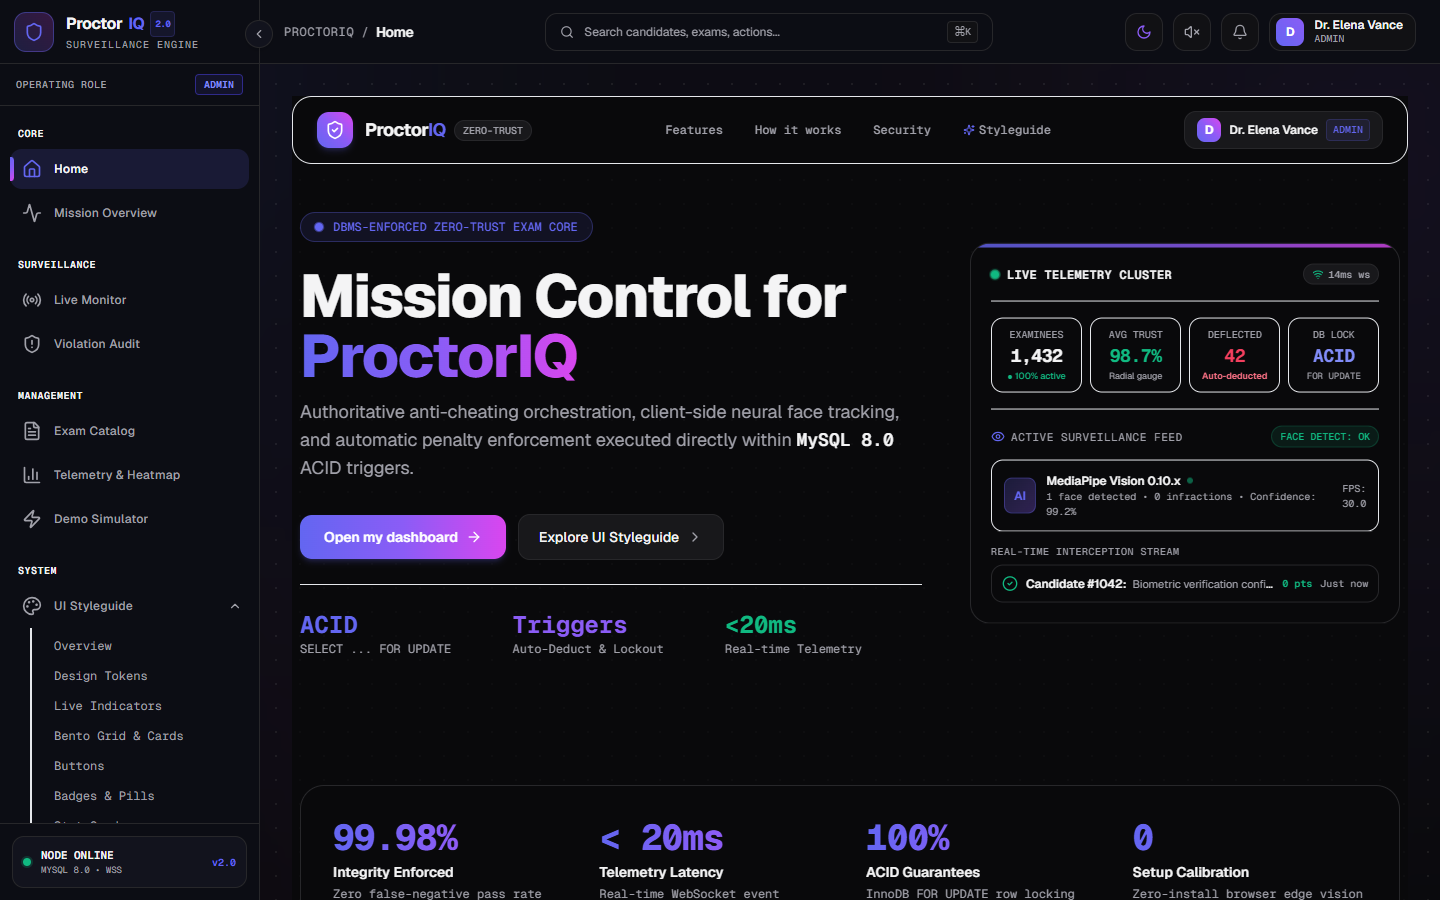 Proctor IQ 2.0
SURVEILLANCE ENGINE
PROCTORIQ / Home
Search candidates, exams, actions...
⌘K
D
Dr. Elena Vance
ADMIN
OPERATING ROLE
ADMIN
CORE
Home
Mission Overview
SURVEILLANCE
Live Monitor
Violation Audit
MANAGEMENT
Exam Catalog
Telemetry & Heatmap
Demo Simulator
SYSTEM
UI Styleguide
Overview
Design Tokens
Live Indicators
Bento Grid & Cards
Buttons
Badges & Pills
NODE ONLINE
MYSQL 8.0 • WSS
v2.0
ProctorIQ
ZERO-TRUST
Features
How it works
Security
Styleguide
D
Dr. Elena Vance
ADMIN
DBMS-ENFORCED ZERO-TRUST EXAM CORE
Mission Control for
ProctorIQ
Authoritative anti-cheating orchestration, client-side neural face tracking,
and automatic penalty enforcement executed directly within MySQL 8.0
ACID triggers.
Open my dashboard
Explore UI Styleguide
ACID
SELECT ... FOR UPDATE
Triggers
Auto-Deduct & Lockout
<20ms
Real-time Telemetry
LIVE TELEMETRY CLUSTER
14ms ws
EXAMINEES
1,432
● 100% active
AVG TRUST
98.7%
Radial gauge
DEFLECTED
42
Auto-deducted
DB LOCK
ACID
FOR UPDATE
ACTIVE SURVEILLANCE FEED
FACE DETECT: OK
AI
MediaPipe Vision 0.10.x
1 face detected • 0 infractions • Confidence:
99.2%
FPS:
30.0
REAL-TIME INTERCEPTION STREAM
Candidate #1042: Biometric verification confi...
0 pts
Just now
99.98%
Integrity Enforced
Zero false-negative pass rate
< 20ms
Telemetry Latency
Real-time WebSocket event
100%
ACID Guarantees
InnoDB FOR UPDATE row locking
0
Setup Calibration
Zero-install browser edge vision